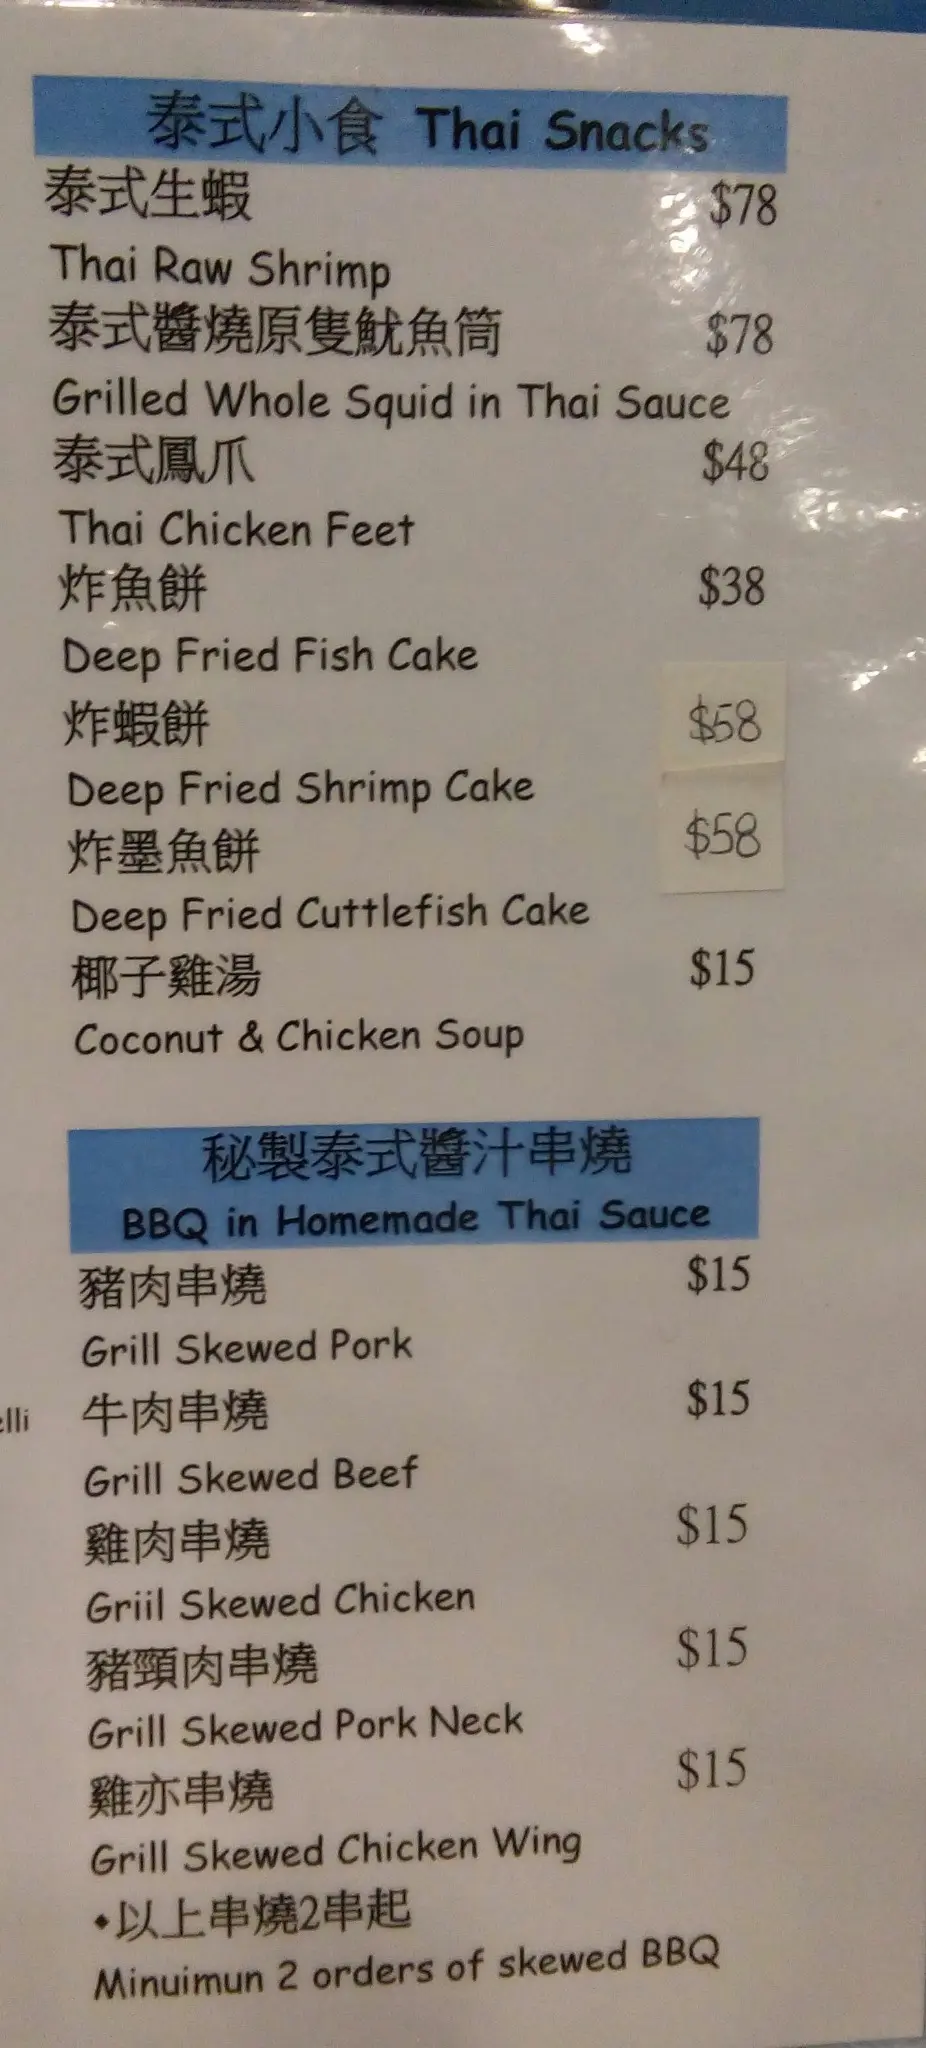 泰式小食 Thai Snacks
泰式生蝦 $78
Thai Raw Shrimp
泰式醬燒原隻魷魚筒 $78
Grilled Whole Squid in Thai Sauce
泰式鳳爪 $48
Thai Chicken Feet
炸魚餅 $38
Deep Fried Fish Cake
炸蝦餅 $58
Deep Fried Shrimp Cake
炸墨魚餅 $58
Deep Fried Cuttlefish Cake
椰子雞湯 $15
Coconut & Chicken Soup
秘製泰式醬汁串燒
BBQ in Homemade Thai Sauce
豬肉串燒 $15
Grill Skewed Pork
牛肉串燒 $15
Grill Skewed Beef
雞肉串燒 $15
Griil Skewed Chicken
豬頸肉串燒 $15
Grill Skewed Pork Neck
雞亦串燒 $15
Grill Skewed Chicken Wing
•以上串燒2串起
Minuimun 2 orders of skewed BBQ